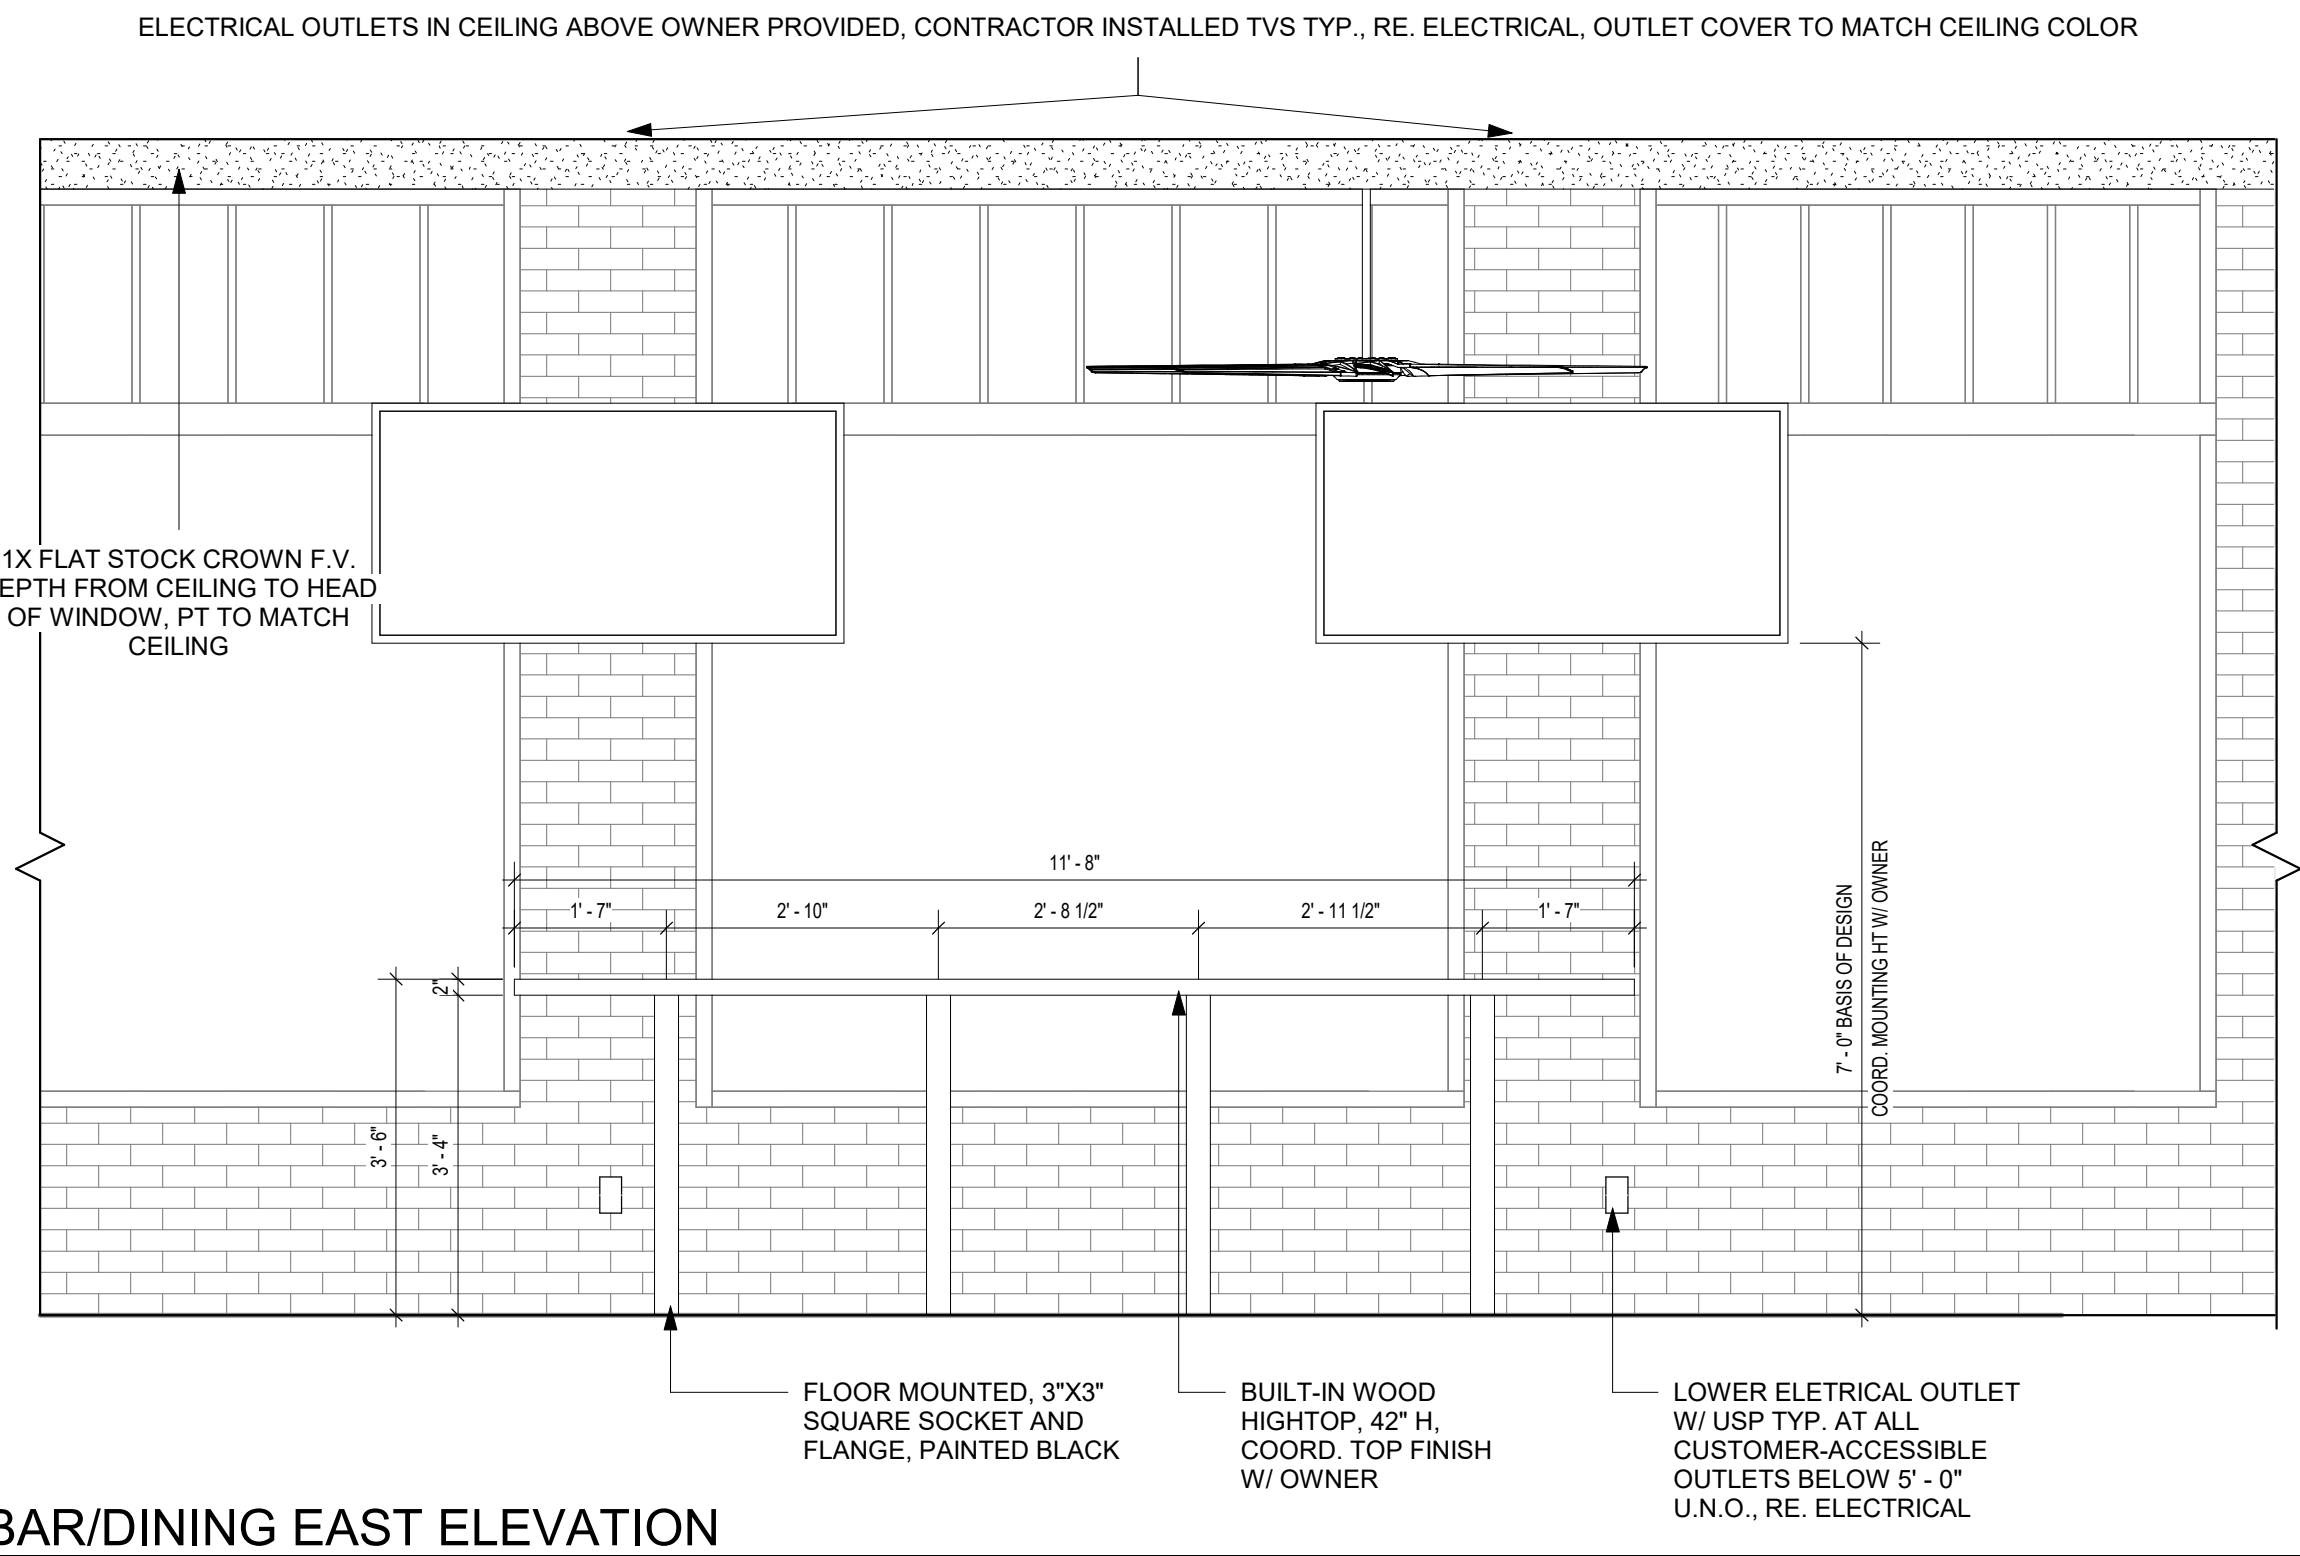 ELECTRICAL OUTLETS IN CEILING ABOVE OWNER PROVIDED, CONTRACTOR INSTALLED TVS TYP., RE. ELECTRICAL, OUTLET COVER TO MATCH CEILING COLOR
1X FLAT STOCK CROWN F.V.
EPTH FROM CEILING TO HEAD
OF WINDOW, PT TO MATCH
CEILING
11' - 8"
1' - 7"
2' - 10"
2' - 8 1/2"
2' - 11 1/2"
1' - 7"
2"
3' - 6"
3' - 4"
7' - 0" BASIS OF DESIGN
COORD. MOUNTING HT W/ OWNER
FLOOR MOUNTED, 3"X3"
SQUARE SOCKET AND
FLANGE, PAINTED BLACK
BUILT-IN WOOD
HIGHTOP, 42" H,
COORD. TOP FINISH
W/ OWNER
LOWER ELETRICAL OUTLET
W/ USP TYP. AT ALL
CUSTOMER-ACCESSIBLE
OUTLETS BELOW 5' - 0"
U.N.O., RE. ELECTRICAL
BAR/DINING EAST ELEVATION